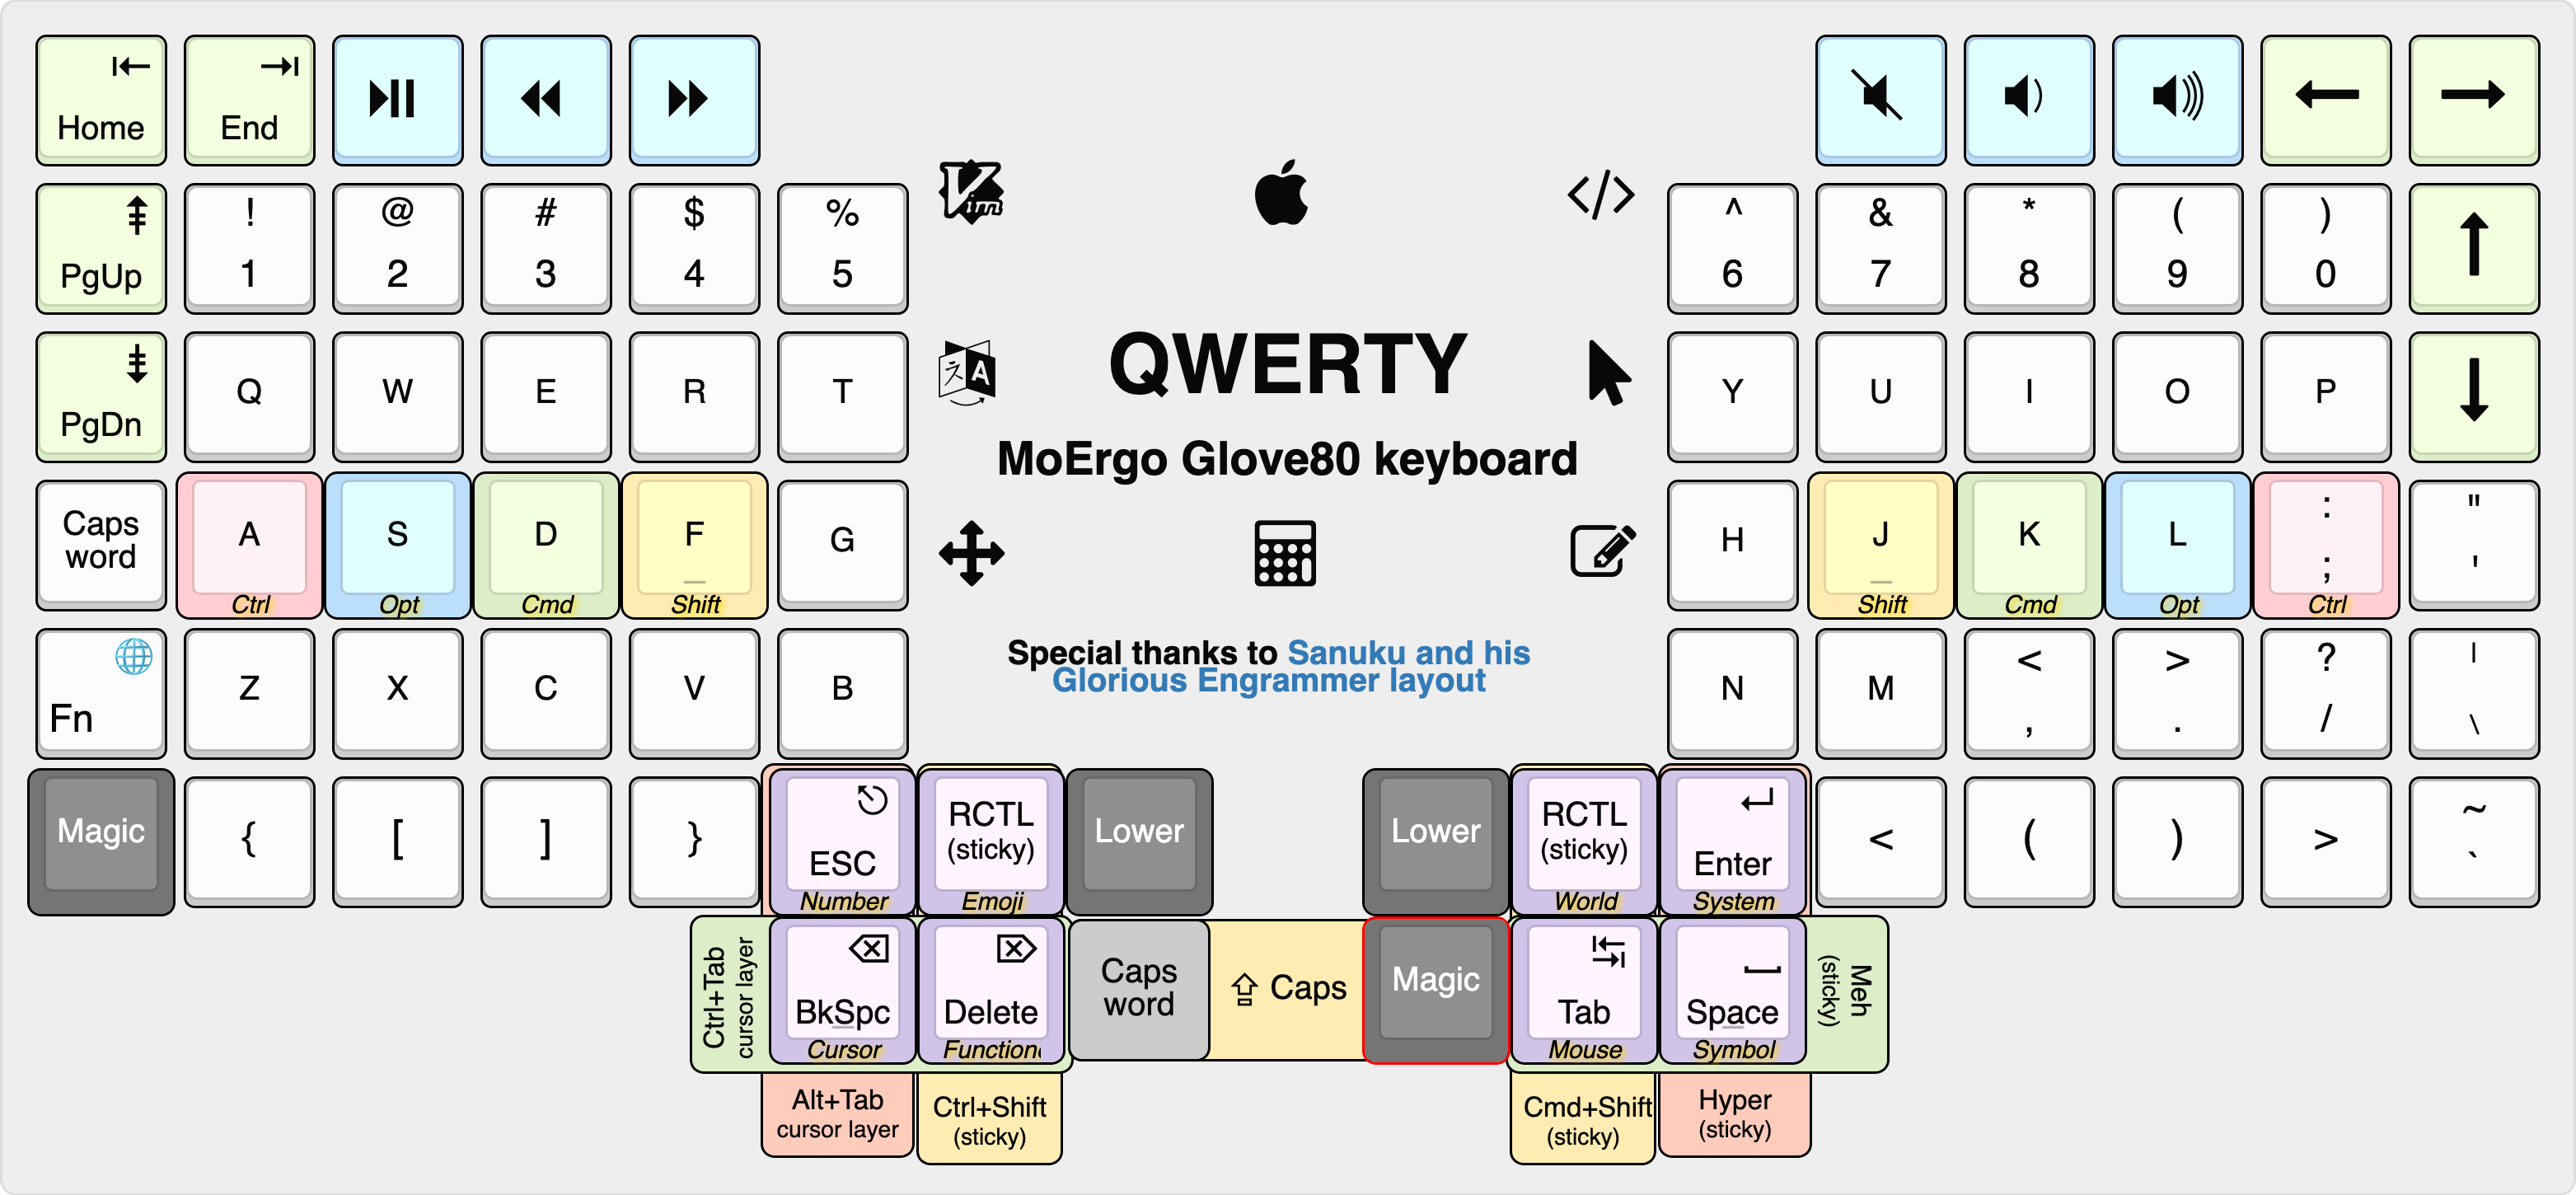 Home
End
PgUp
! 1
@ 2
# 3
$ 4
% 5
Vim
</>
^ 6
& 7
* 8
( 9
) 0
PgDn
Q
W
E
R
T
A
QWERTY
Y
U
I
O
P
MoErgo Glove80 keyboard
Caps
word
A
Ctrl
S
Opt
D
Cmd
F
Shift
G
H
J
Shift
K
Cmd
L
Opt
: ;
Ctrl
" '
Special thanks to Sanuku and his
Glorious Engrammer layout
Fn
Z
X
C
V
B
N
M
< ,
> .
? /
| \
Magic
{
[
]
}
ESC
Number
RCTL
(sticky)
Emoji
Lower
Lower
RCTL
(sticky)
World
Enter
System
<
(
)
>
~ `
Ctrl+Tab
cursor layer
BkSpc
Cursor
Delete
Function
Caps
word
Caps
Magic
Tab
Mouse
Space
Symbol
Meh
(sticky)
Alt+Tab
cursor layer
Ctrl+Shift
(sticky)
Cmd+Shift
(sticky)
Hyper
(sticky)